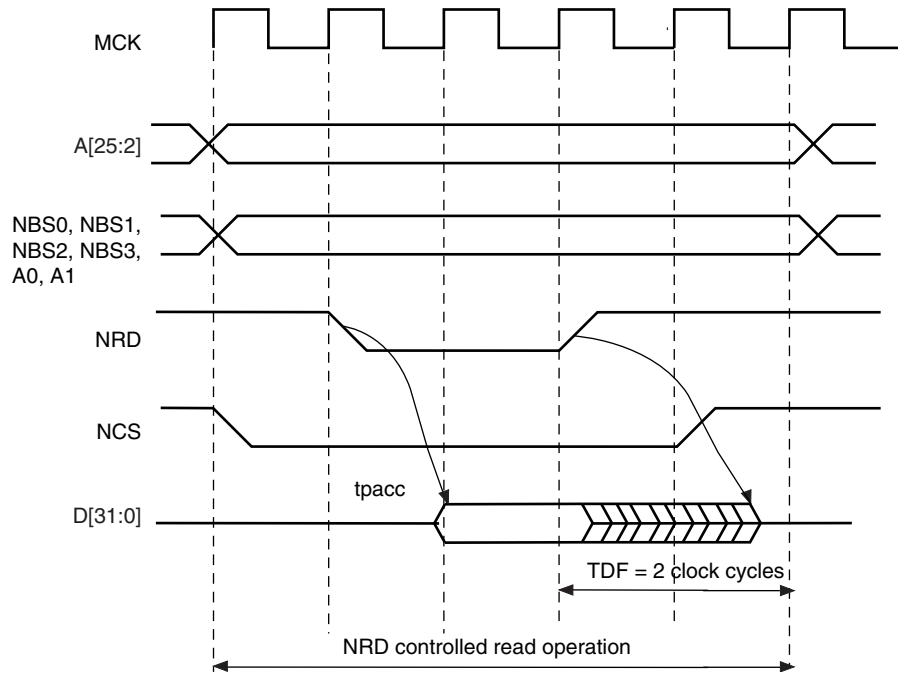 MCK
A[25:2]
NBS0, NBS1,
NBS2, NBS3,
A0, A1
NRD
NCS
tpacc
D[31:0]
TDF = 2 clock cycles
NRD controlled read operation